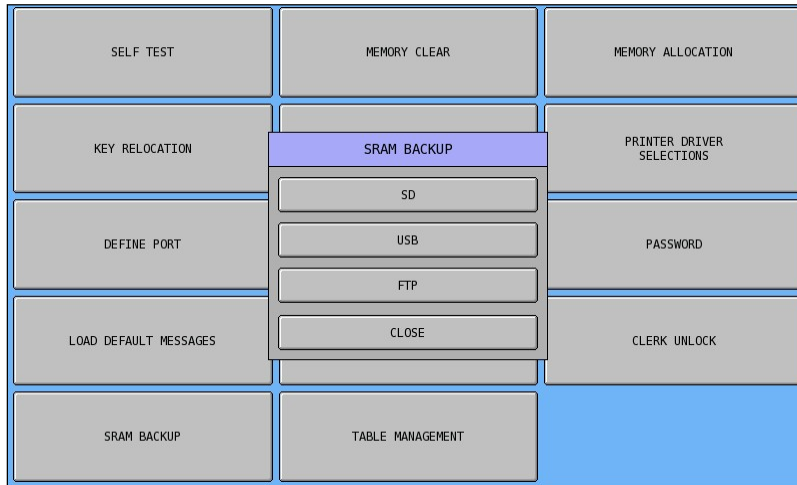 SELF TEST
MEMORY CLEAR
MEMORY ALLOCATION
KEY RELOCATION
PRINTER DRIVER
SELECTIONS
SRAM BACKUP
SD
USB
FTP
CLOSE
DEFINE PORT
PASSWORD
LOAD DEFAULT MESSAGES
CLERK UNLOCK
SRAM BACKUP
TABLE MANAGEMENT